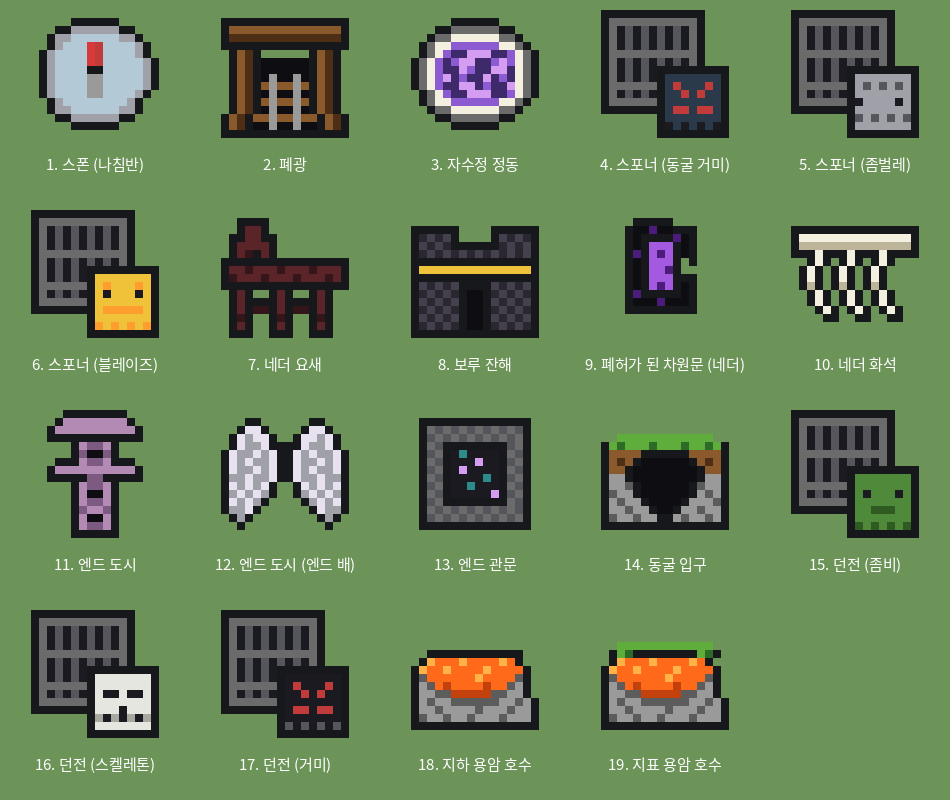 1. 스폰 (나침반)
2. 폐광
3. 자수정 정동
4. 스포너 (동굴 거미)
5. 스포너 (좀벌레)
6. 스포너 (블레이즈)
7. 네더 요새
8. 보루 잔해
9. 폐허가 된 차원문 (네더)
10. 네더 화석
11. 엔드 도시
12. 엔드 도시 (엔드 배)
13. 엔드 관문
14. 동굴 입구
15. 던전 (좀비)
16. 던전 (스켈레톤)
17. 던전 (거미)
18. 지하 용암 호수
19. 지표 용암 호수